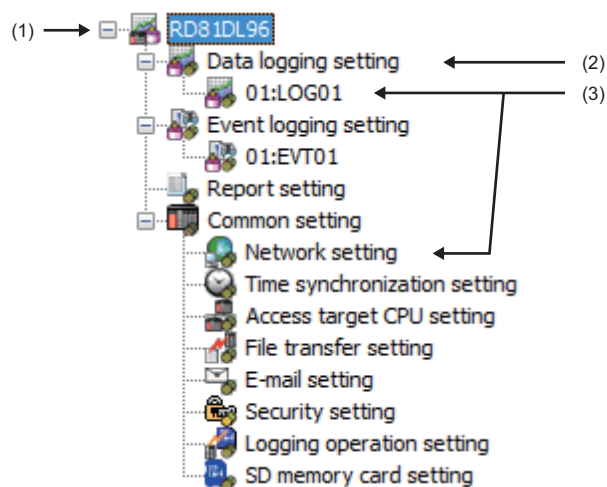 (1) RD81DL96
Data logging setting (2)
01:LOG01 (3)
Event logging setting
01:EVT01
Report setting
Common setting
Network setting
Time synchronization setting
Access target CPU setting
File transfer setting
E-mail setting
Security setting
Logging operation setting
SD memory card setting